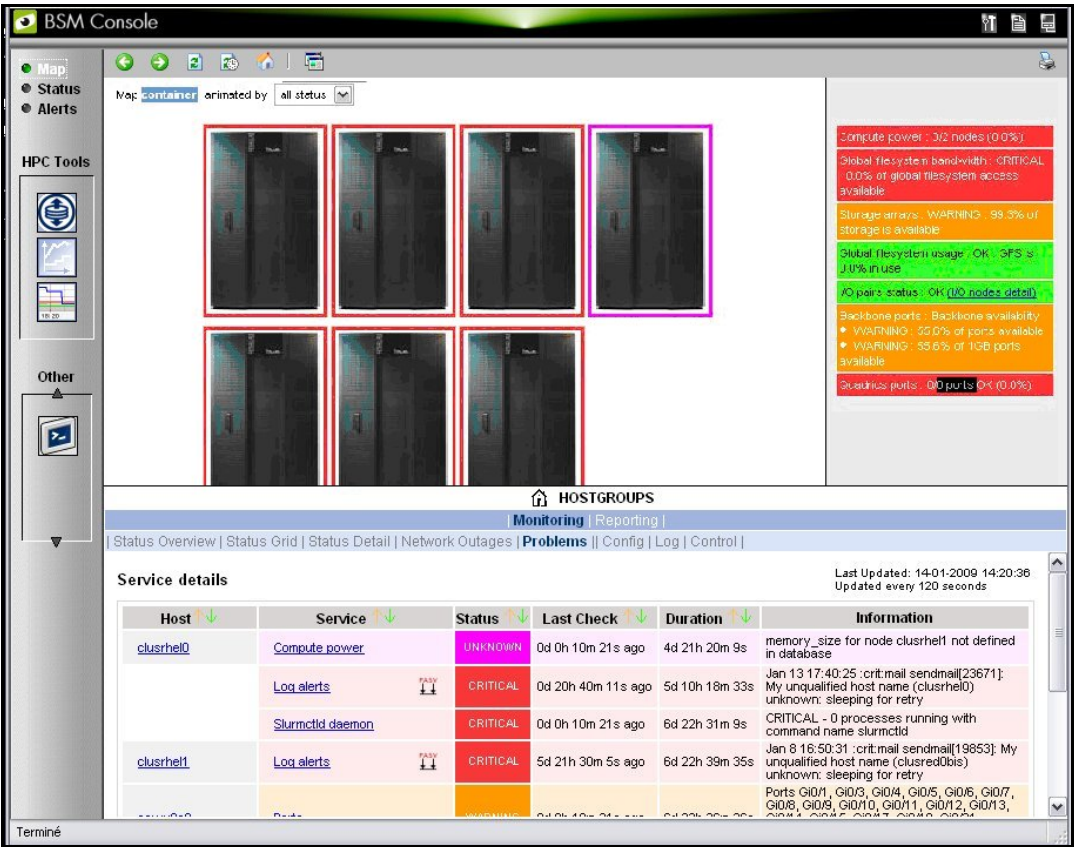 BSM Console
Map
Status
Alerts
HPC Tools
18 20
Other
Map container animated by all status
Compute power : 0/2 nodes (0.0%)
Global filesystem bandwidth : CRITICAL
0.0% of global filesystem access
available
Storage arrays : WARNING : 99.3% of
storage is available
Global filesystem usage : OK : GFS is
0.0% in use
I/O pairs status : OK (I/O nodes detail)
Backbone ports : Backbone availability
WARNING : 55.6% of ports available
WARNING : 55.6% of 1GB ports
available
Quadrics ports : 0/0 ports OK (0.0%)
HOSTGROUPS
| Monitoring | Reporting |
| Status Overview | Status Grid | Status Detail | Network Outages | Problems || Config | Log | Control |
Service details
Last Updated: 14-01-2009 14:20:36
Updated every 120 seconds
Host Service Status Last Check Duration Information
clusrhel0 Compute power UNKNOWN 0d 0h 10m 21s ago 4d 21h 20m 9s memory_size for node clusrhel1 not defined
in database
Log alerts PASV CRITICAL 0d 20h 40m 11s ago 5d 10h 18m 33s Jan 13 17:40:25 :crit:mail sendmail[23671]:
My unqualified host name (clusrhel0)
unknown: sleeping for retry
Slurmctld daemon CRITICAL 0d 0h 10m 21s ago 6d 22h 31m 9s CRITICAL - 0 processes running with
command name slurmctld
clusrhel1 Log alerts PASV CRITICAL 5d 21h 30m 5s ago 6d 22h 39m 35s Jan 8 16:50:31 :crit:mail sendmail[19853]: My
unqualified host name (clusred0bis)
unknown: sleeping for retry
Ports Gi0/1, Gi0/3, Gi0/4, Gi0/5, Gi0/6, Gi0/7,
Gi0/8, Gi0/9, Gi0/10, Gi0/11, Gi0/12, Gi0/13,
Terminé